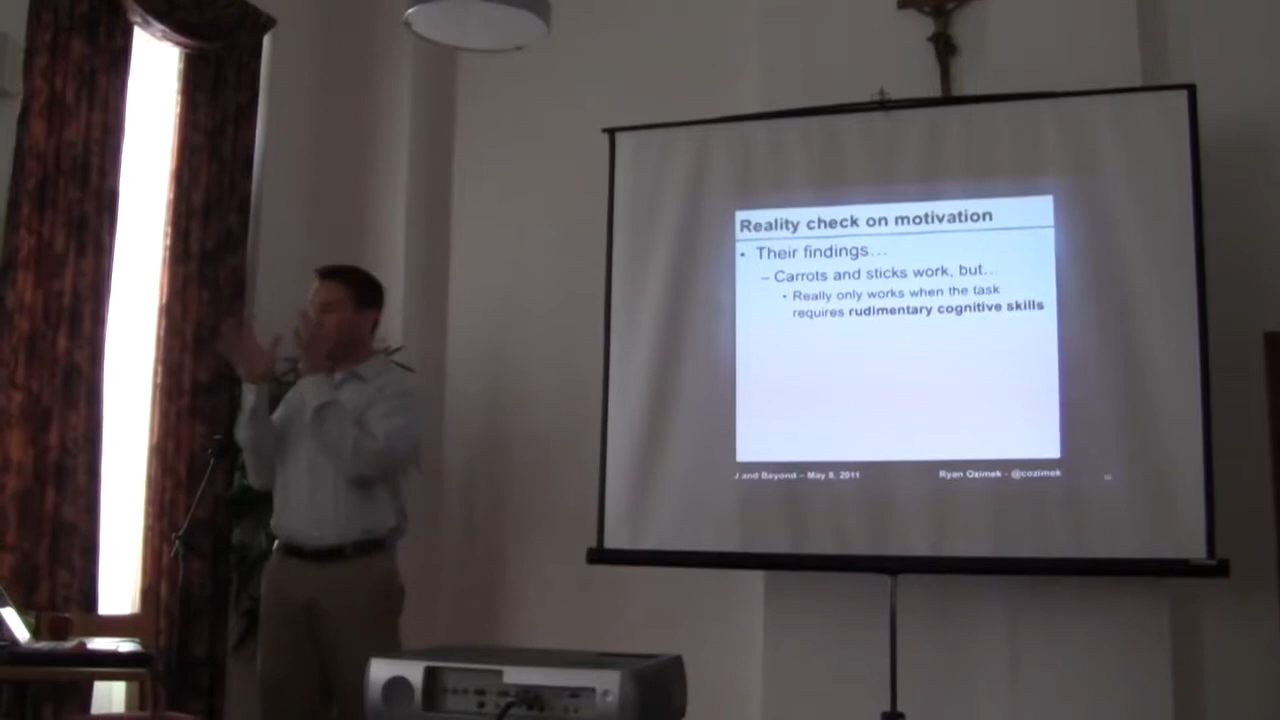 Reality check on motivation
• Their findings…
– Carrots and sticks work, but…
• Really only works when the task
requires rudimentary cognitive skills
J and Beyond – May 8, 2011 Ryan Ozimek - @cozimek